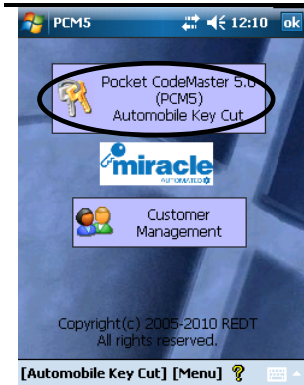 PCM5 12:10 ok
Pocket CodeMaster 5.0
(PCM5)
Automobile Key Cut
miracle
AUTOMATED
Customer
Management
Copyright(c) 2005-2010 REDT
All rights reserved.
[Automobile Key Cut] [Menu] ?